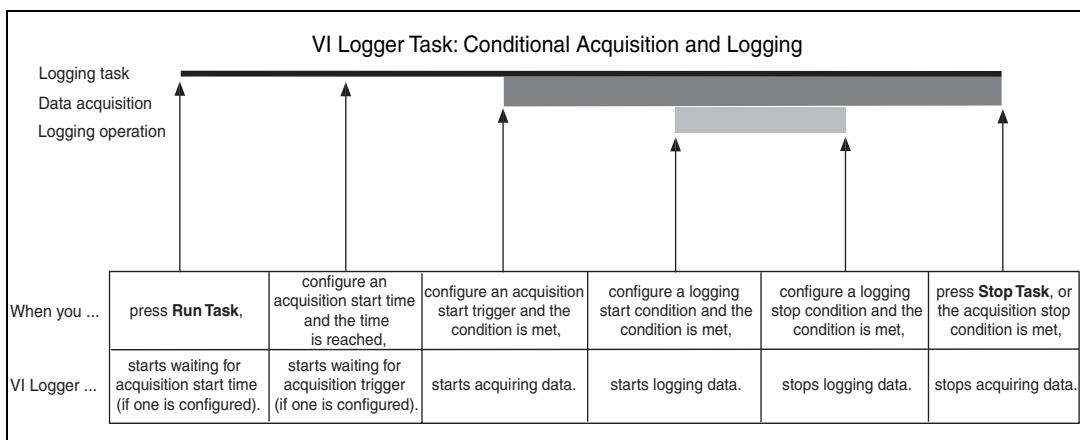 VI Logger Task: Conditional Acquisition and Logging
Logging task
Data acquisition
Logging operation
When you ...
press Run Task,
configure an
acquisition start time
and the time
is reached,
configure an acquisition
start trigger and the
condition is met,
configure a logging
start condition and the
condition is met,
configure a logging
stop condition and the
condition is met,
press Stop Task, or
the acquisition stop
condition is met,
VI Logger ...
starts waiting for
acquisition start time
(if one is configured).
starts waiting for
acquisition trigger
(if one is configured).
starts acquiring data.
starts logging data.
stops logging data.
stops acquiring data.